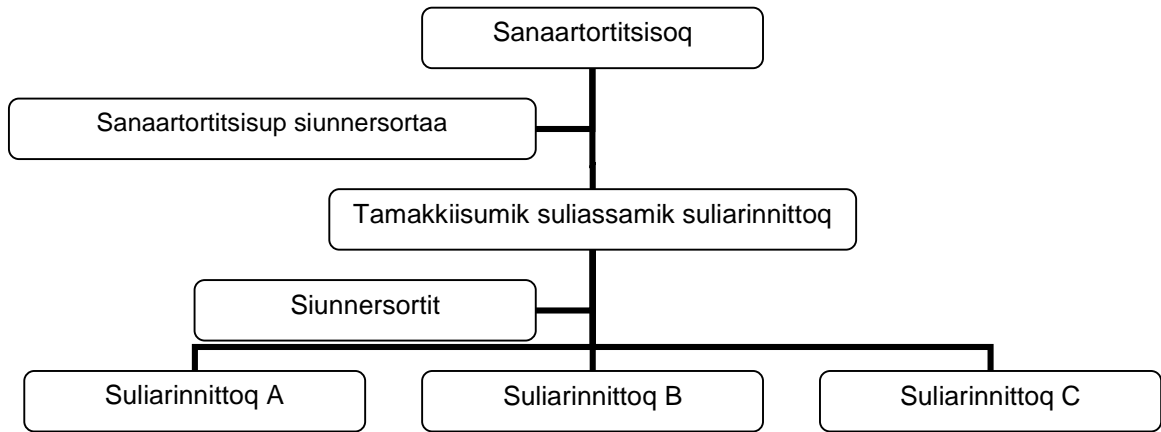 Sanaartortitsisoq
Sanaartortitsisup siunnersortaa
Tamakkiisumik suliassamik suliarinnittoq
Siunnersortit
Suliarinnittoq A
Suliarinnittoq B
Suliarinnittoq C